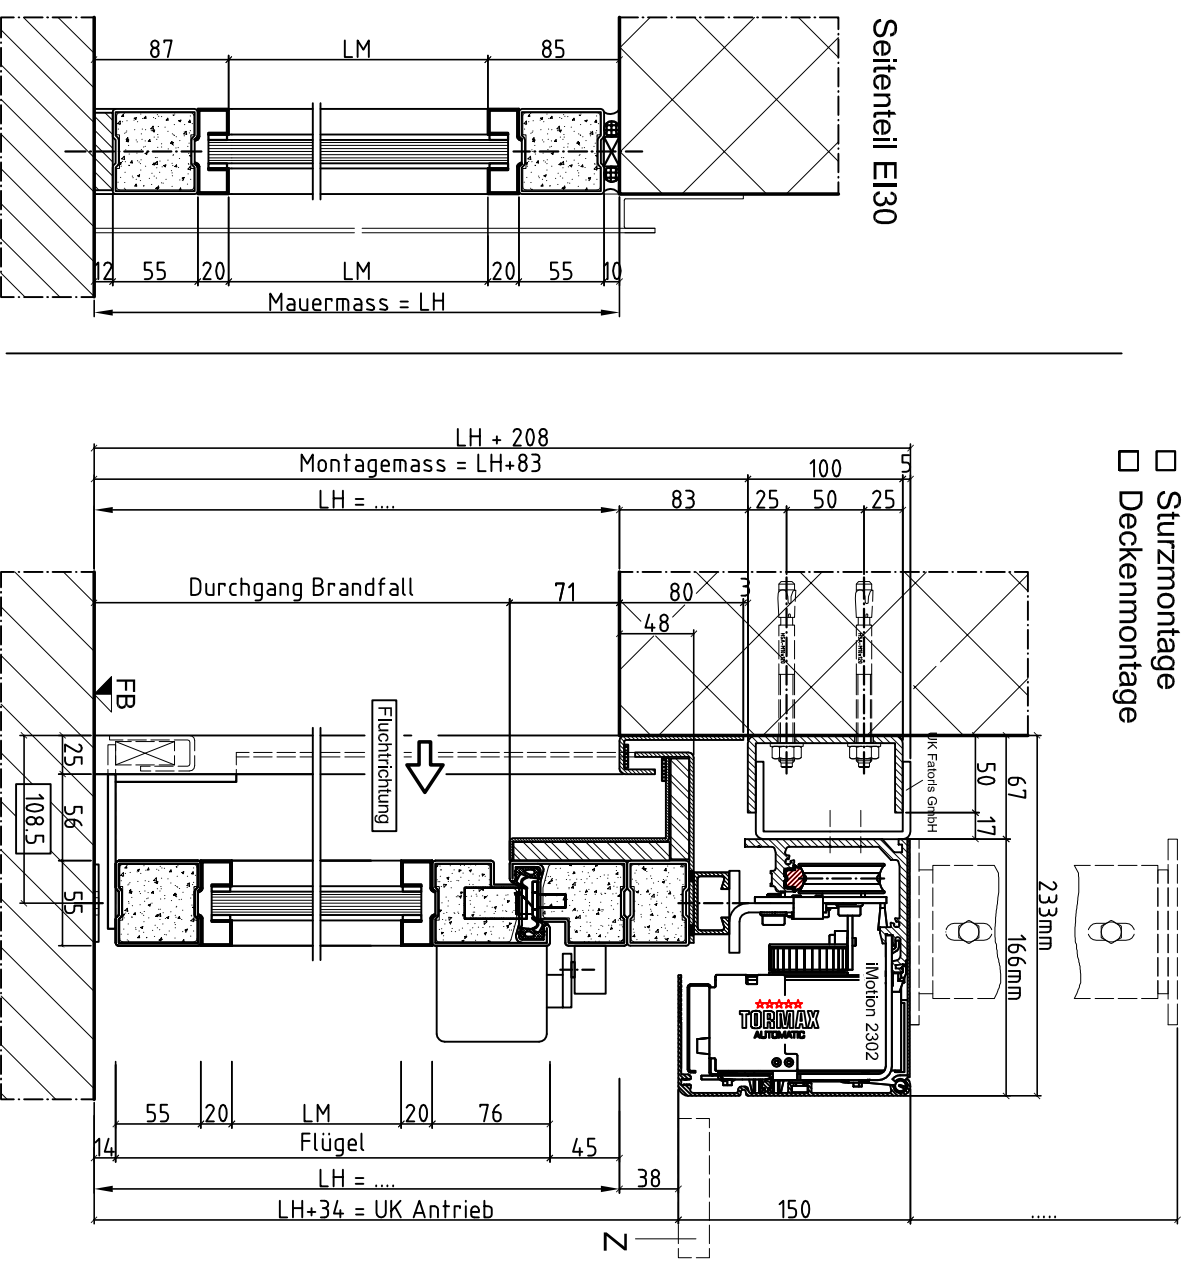 Seitenteil EI30
87
LM
85
12
55
20
LM
20
55
10
Mauermass = LH
□ Sturzmontage
□ Deckenmontage
LH + 208
Montagemass = LH+83
100
5
LH = ....
83
25
50
25
Durchgang Brandfall
71
80
3
48
FB
Fluchtrichtung
25
56
55
108.5
UK Fatorls GmbH
50
17
67
166mm
233mm
iMotion 2302
TORMAX
AUTOMATIC
55
20
LM
20
76
14
Flügel
45
LH = ....
38
LH+34 = UK Antrieb
150
.....
Z